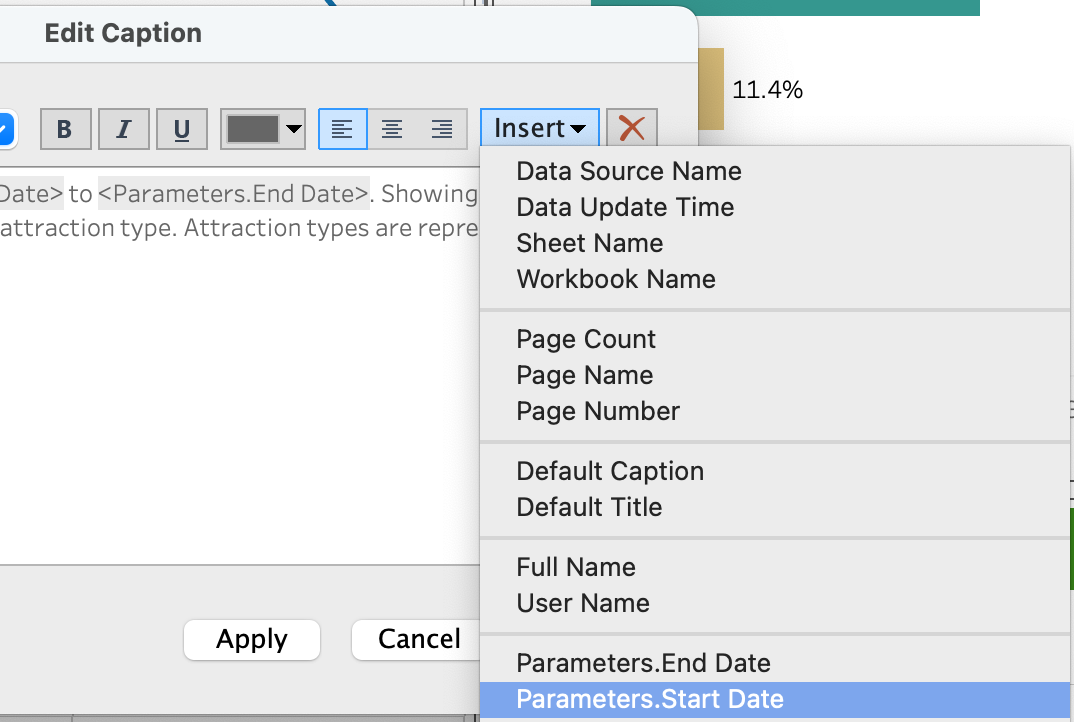 Edit Caption
11.4%
B I U Insert
Date> to <Parameters.End Date>. Showing
attraction type. Attraction types are repre
Data Source Name
Data Update Time
Sheet Name
Workbook Name
Page Count
Page Name
Page Number
Default Caption
Default Title
Full Name
User Name
Apply
Cancel
Parameters.End Date
Parameters.Start Date